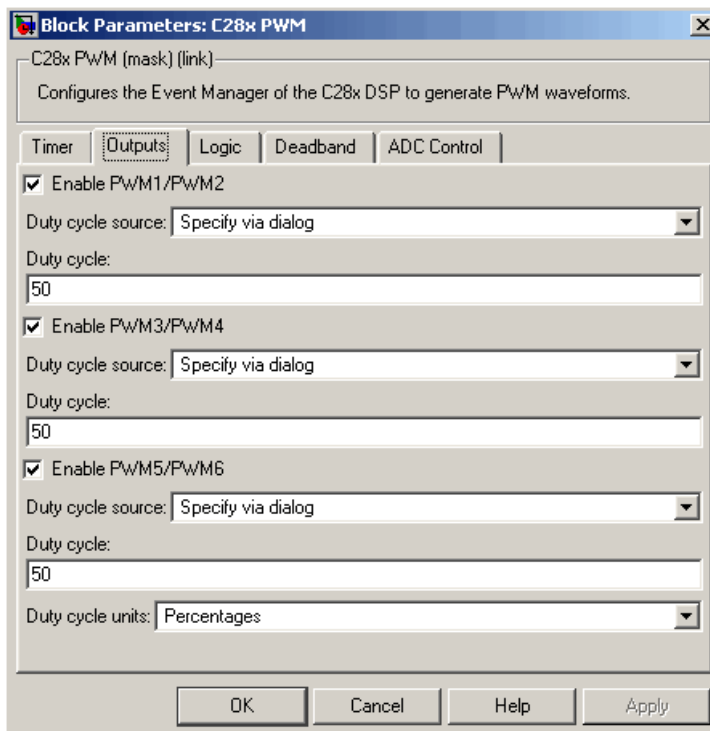 Block Parameters: C28x PWM
C28x PWM (mask) (link)
Configures the Event Manager of the C28x DSP to generate PWM waveforms.
Timer Outputs Logic Deadband ADC Control
Enable PWM1/PWM2
Duty cycle source: Specify via dialog
Duty cycle:
50
Enable PWM3/PWM4
Duty cycle source: Specify via dialog
Duty cycle:
50
Enable PWM5/PWM6
Duty cycle source: Specify via dialog
Duty cycle:
50
Duty cycle units: Percentages
OK Cancel Help Apply